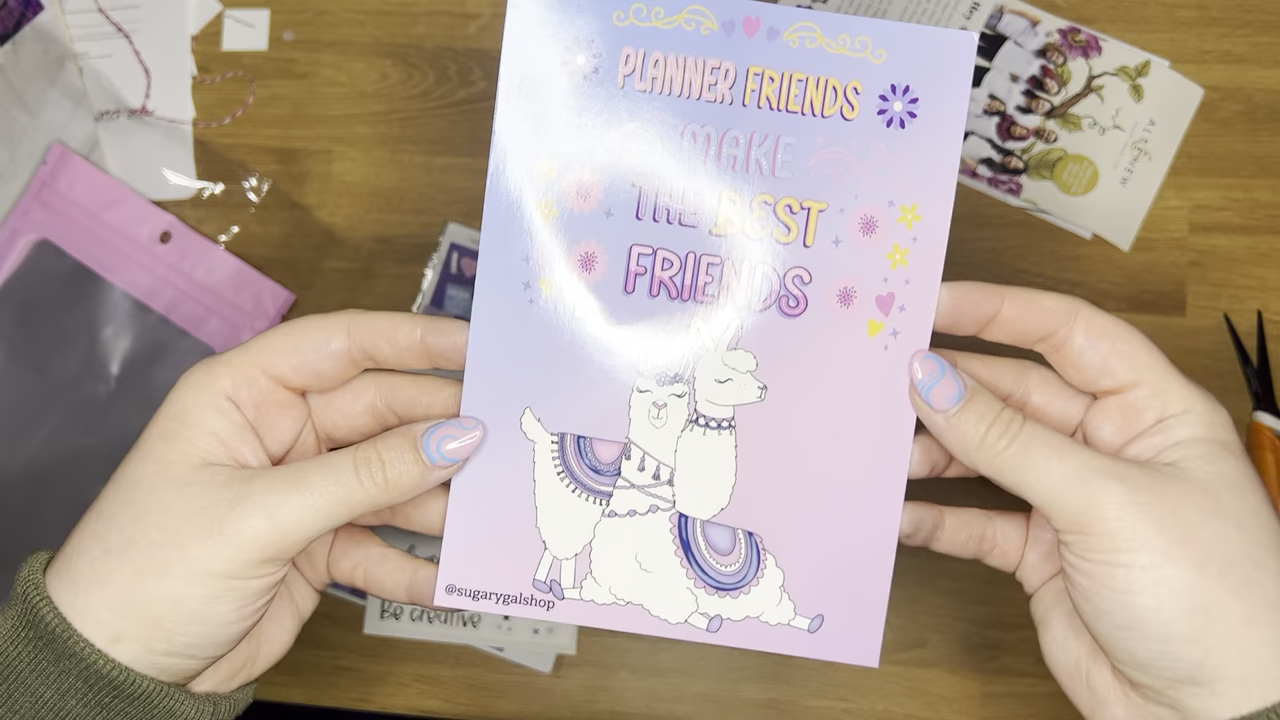 PLANNER FRIENDS
MAKE
THE BEST
FRIENDS
@sugarygalshop
Be creative